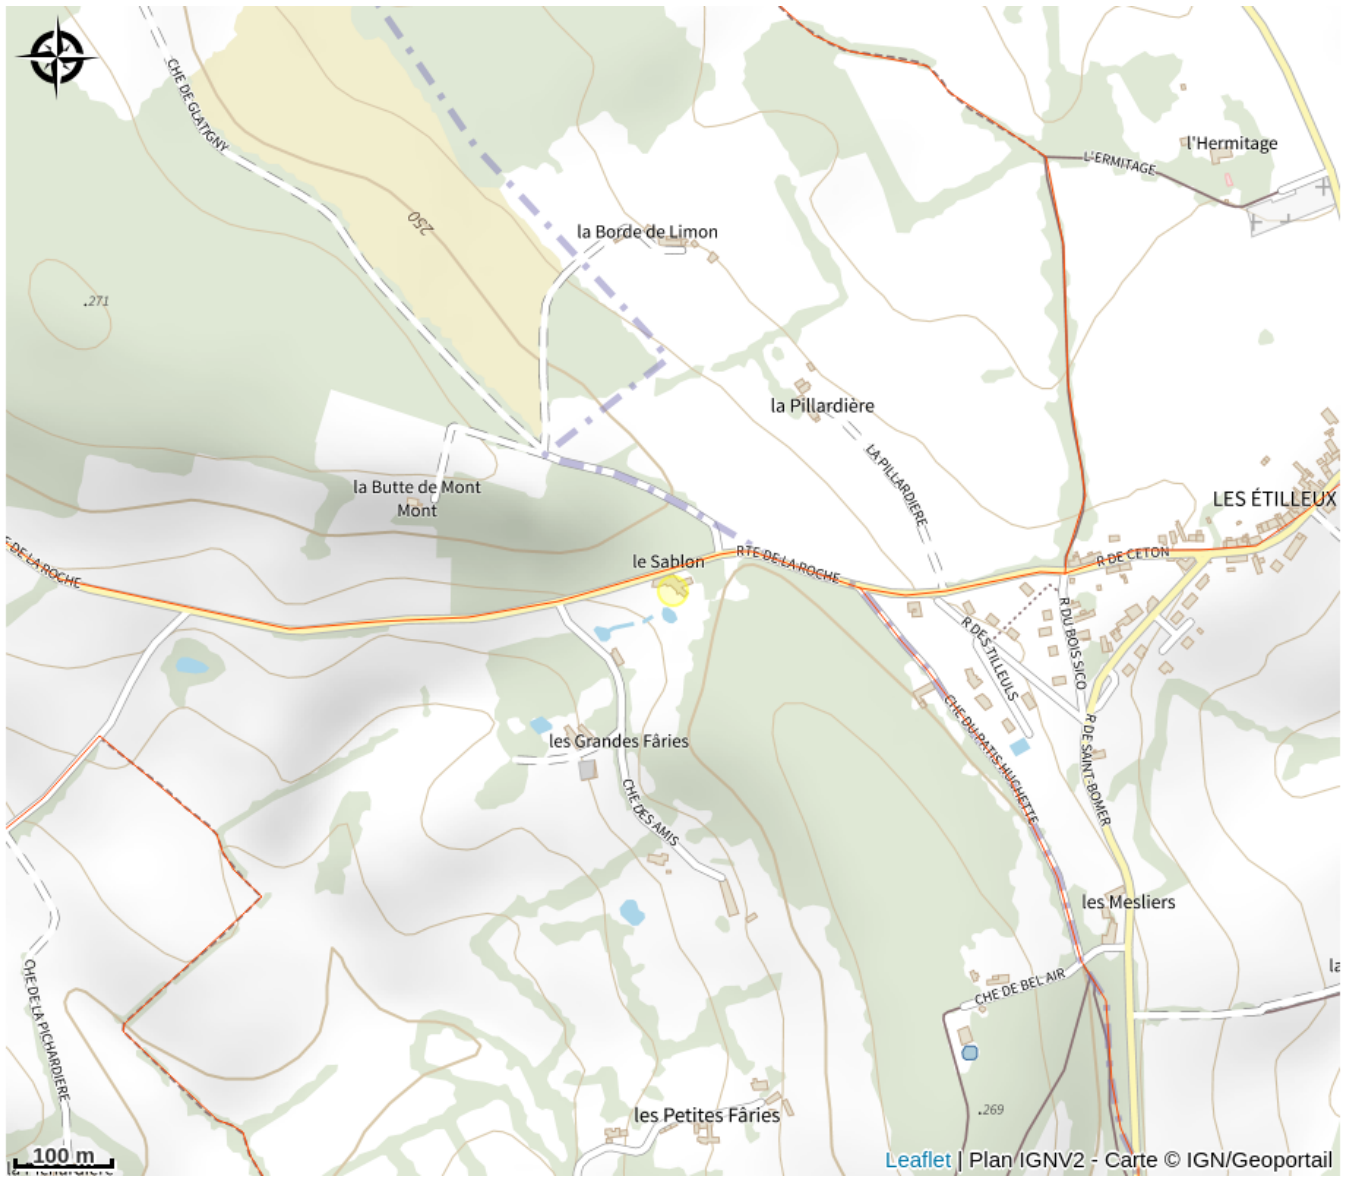 CHE DE GLATIGNY
l'Hermitage
L'ERMITAGE
250
la Borde de Limon
.271
la Pillardière
LA PILLARDIERE
la Butte de Mont
Mont
LES ÉTILLEUX
E DE LA ROCHE
le Sablon
RTE DE LA ROCHE
R DE CETON
R DES TILLEULS
R DU BOIS SICO
CHE DU PATIS HUCHETTE
R DE SAINT-BOMER
les Grandes Fâries
CHE DES AMIS
les Mesliers
la
CHE DE LA PICHARDIERE
CHE DE BEL AIR
les Petites Fâries
.269
100 m
la Pichardière
Leaflet | Plan IGNV2 - Carte © IGN/Geoportail